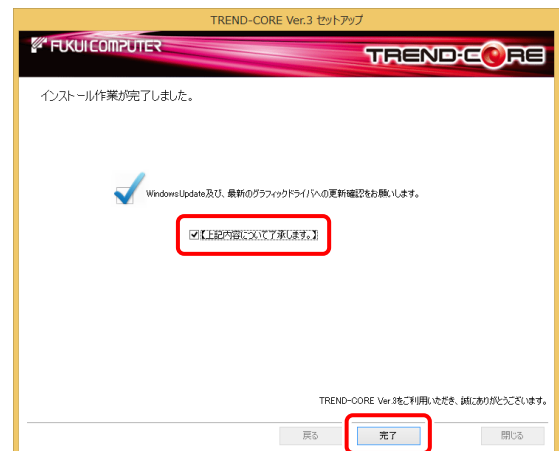 TREND-CORE Ver.3 セットアップ
FUKUI COMPUTER
TREND-CORE
インストール作業が完了しました。
WindowsUpdate及び、最新のグラフィックドライバへの更新確認をお願いします。
【上記内容について了承します。】
TREND-CORE Ver.3をご利用いただき、誠にありがとうございます。
戻る
完了
閉じる